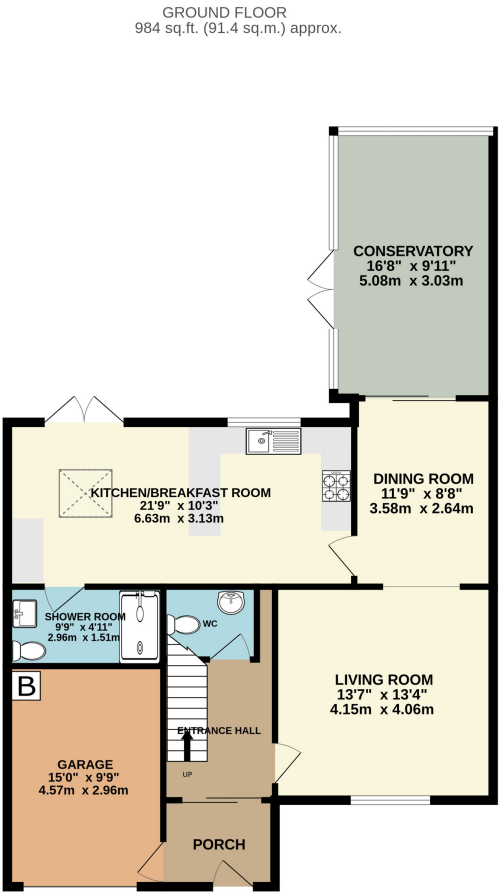 GROUND FLOOR
984 sq.ft. (91.4 sq.m.) approx.
CONSERVATORY
16'8" x 9'11"
5.08m x 3.03m
KITCHEN/BREAKFAST ROOM
21'9" x 10'3"
6.63m x 3.13m
DINING ROOM
11'9" x 8'8"
3.58m x 2.64m
SHOWER ROOM
9'9" x 4'11"
2.96m x 1.51m
WC
LIVING ROOM
13'7" x 13'4"
4.15m x 4.06m
B
ENTRANCE HALL
GARAGE
15'0" x 9'9"
4.57m x 2.96m
UP
PORCH